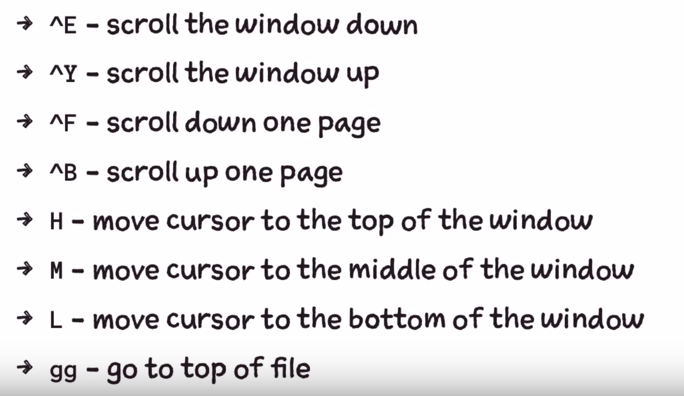 → ^E – scroll the window down
→ ^Y – scroll the window up
→ ^F – scroll down one page
→ ^B – scroll up one page
→ H – move cursor to the top of the window
→ M – move cursor to the middle of the window
→ L – move cursor to the bottom of the window
→ gg – go to top of file